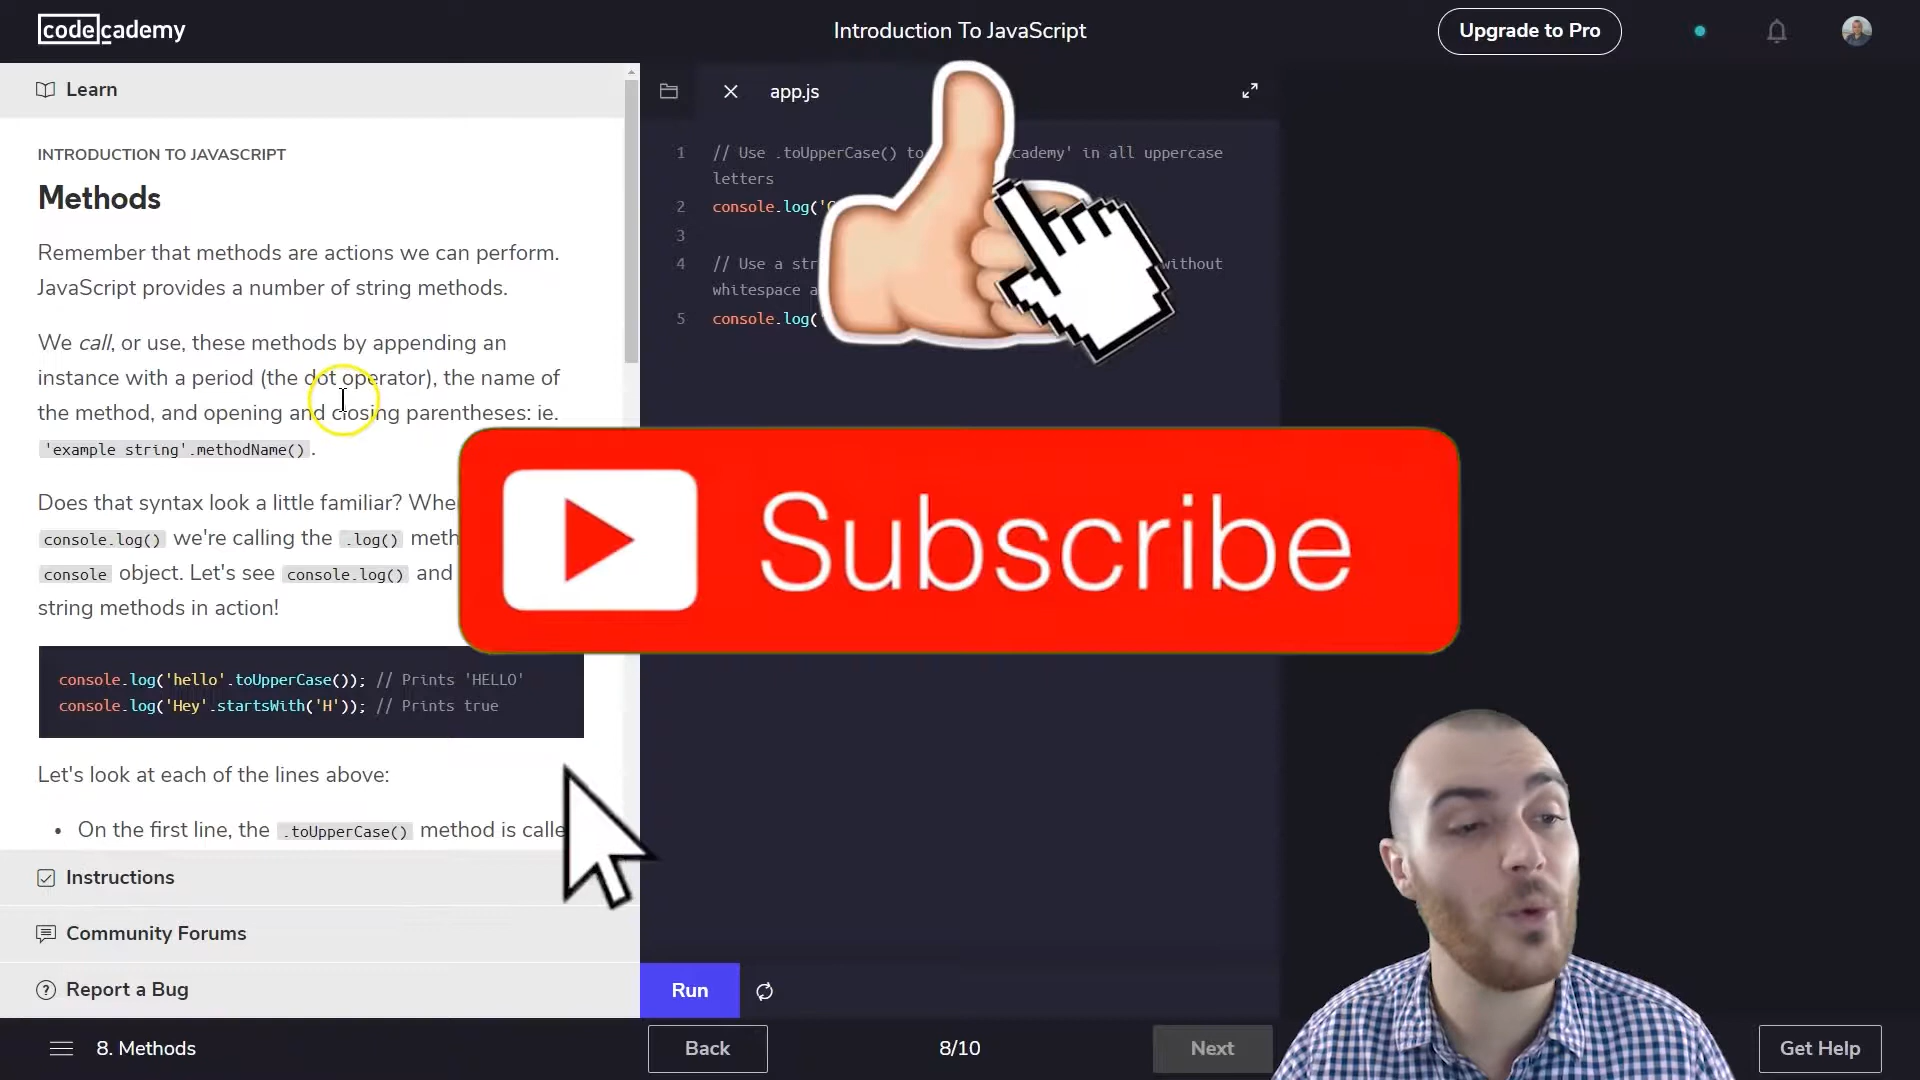 codecademy
Introduction To JavaScript
Upgrade to Pro
Learn
INTRODUCTION TO JAVASCRIPT
Methods
Remember that methods are actions we can perform.
JavaScript provides a number of string methods.
We call, or use, these methods by appending an
instance with a period (the dot operator), the name of
the method, and opening and closing parentheses: ie.
'example string'.methodName().
Does that syntax look a little familiar?
console.log() we're calling the .log()
console object. Let's see console.log() and
string methods in action!
console.log('hello'.toUpperCase()); // Prints 'HELLO'
console.log('Hey'.startsWith('H')); // Prints true
Let's look at each of the lines above:
• On the first line, the .toUpperCase() method is
Instructions
Community Forums
? Report a Bug
8. Methods
app.js
1 // Use .toUpperCase() to in all uppercase
letters
2 console.log('
3
4 // Use a without
whitespace
5 console.log(
Subscribe
Run
Back
8/10
Next
Get Help